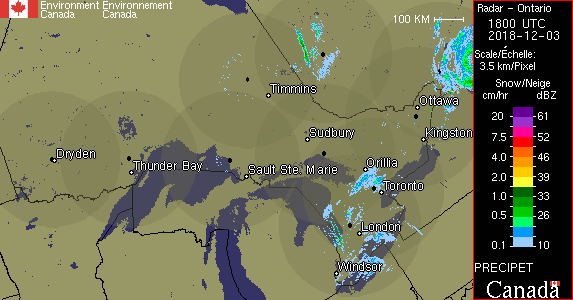 Environment Environnement
Canada Canada
100 KM
Radar - Ontario
1800 UTC
2018-12-03
Scale/Échelle:
3.5 km/Pixel
Snow/Neige
cm/hr dBZ
20 61
7.5 57
5.0 52
4.0 46
2.0 39
1.0 33
0.5 26
0.1 10
PRECIPET
Canada
Timmins
Ottawa
Sudbury
Kingston
Dryden
Thunder Bay
Sault Ste. Marie
Orillia
Toronto
London
Windsor